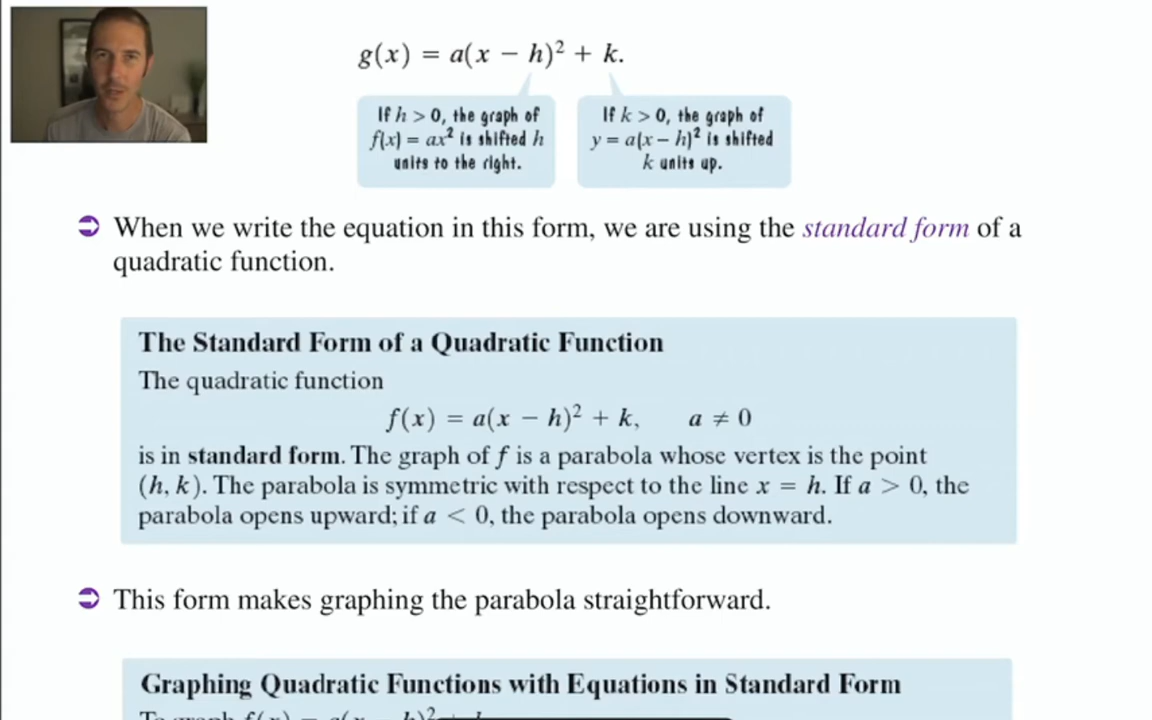 g(x) = a(x − h)² + k.
If h > 0, the graph of
f(x) = ax² is shifted h
units to the right.
If k > 0, the graph of
y = a(x − h)² is shifted
k units up.
➲ When we write the equation in this form, we are using the standard form of a
quadratic function.
The Standard Form of a Quadratic Function
The quadratic function
f(x) = a(x − h)² + k,  a ≠ 0
is in standard form. The graph of f is a parabola whose vertex is the point
(h, k). The parabola is symmetric with respect to the line x = h. If a > 0, the
parabola opens upward; if a < 0, the parabola opens downward.
➲ This form makes graphing the parabola straightforward.
Graphing Quadratic Functions with Equations in Standard Form